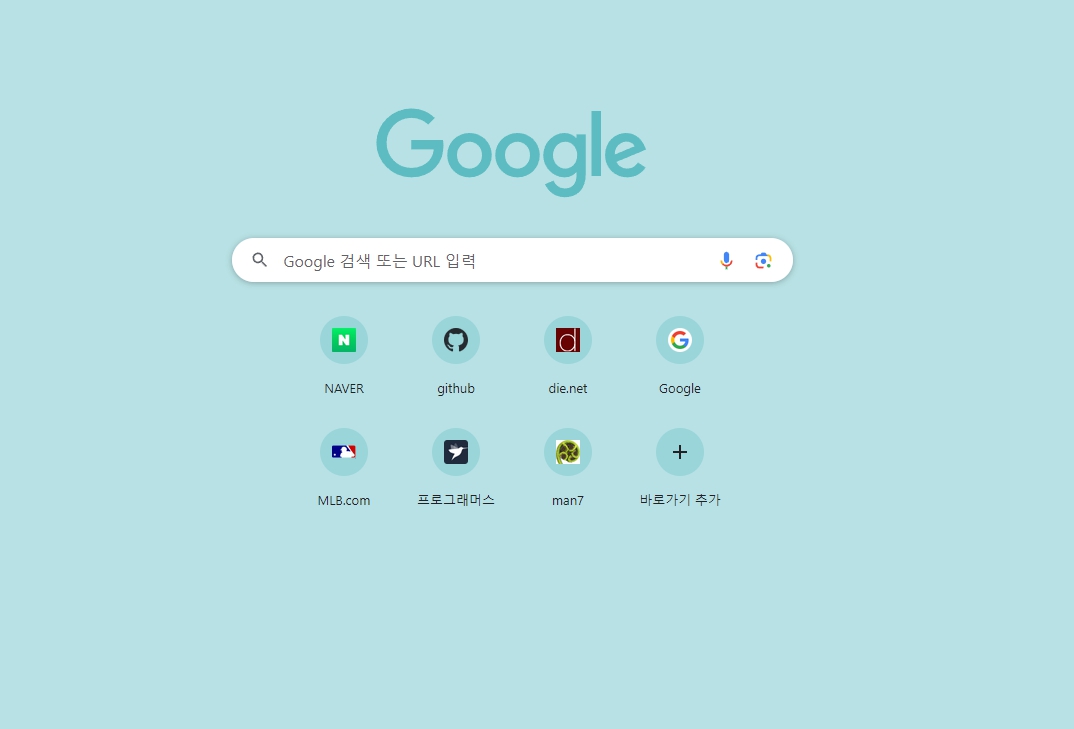 Google
Google 검색 또는 URL 입력
NAVER
github
die.net
Google
MLB.com
프로그래머스
man7
바로가기 추가